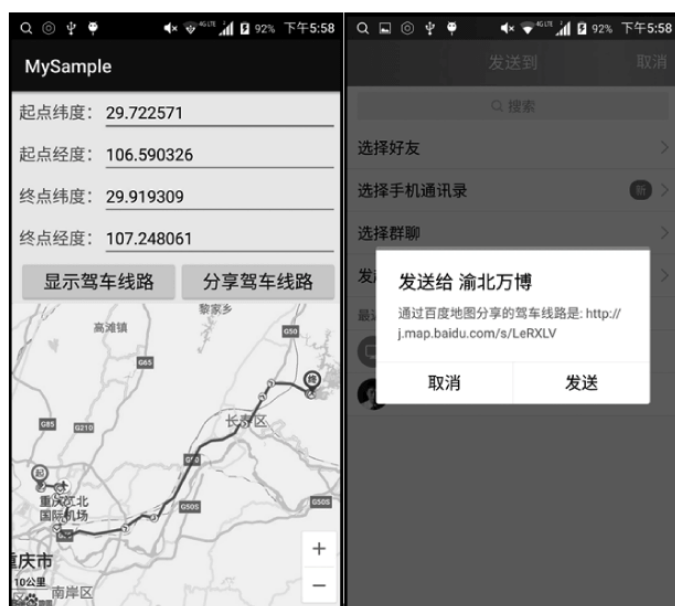 92% 下午5:58
MySample
起点纬度： 29.722571
起点经度： 106.590326
终点纬度： 29.919309
终点经度： 107.248061
显示驾车线路 分享驾车线路
黎家乡
高滩镇
G50
G65
终
长寿区
G85 G210
G50
起
重庆江北
国际机场
G50S
G50S
重庆市
10公里
南岸区
+
−
92% 下午5:58
发送到 取消
搜索
选择好友
选择手机通讯录 新
选择群聊
发送给 渝北万博
通过百度地图分享的驾车线路是: http://
j.map.baidu.com/s/LeRXLV
取消 发送